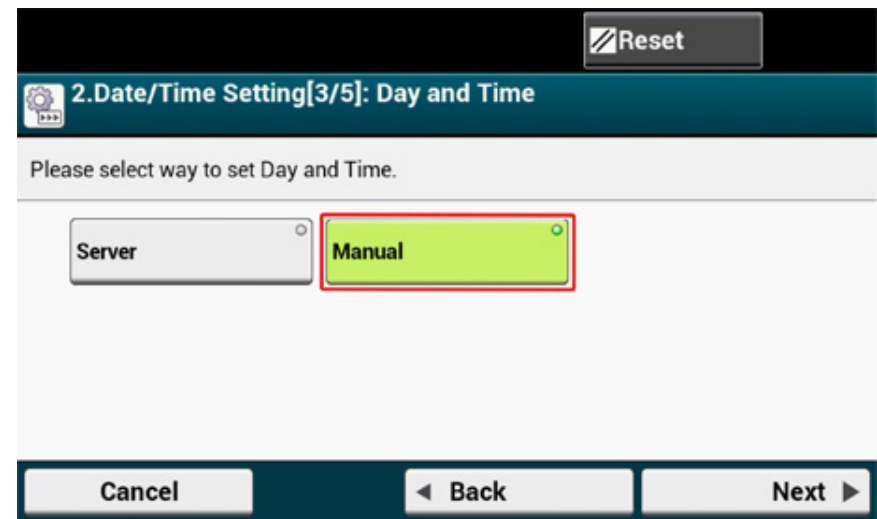 Reset
2.Date/Time Setting[3/5]: Day and Time
Please select way to set Day and Time.
Server
Manual
Cancel
Back
Next